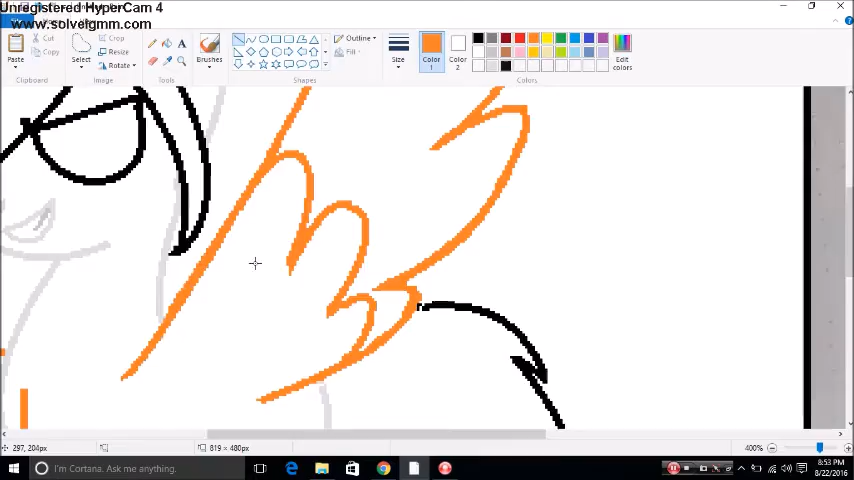 Unregistered HyperCam 4
www.solveigmm.com
Paste
Cut
Copy
Clipboard
Select
Crop
Resize
Rotate
Image
A
Tools
Brushes
Outline
Fill
Shapes
Size
Color
1
Color
2
Edit
colors
Colors
297, 204px
819 × 480px
400%
I'm Cortana. Ask me anything.
8:53 PM
8/22/2016